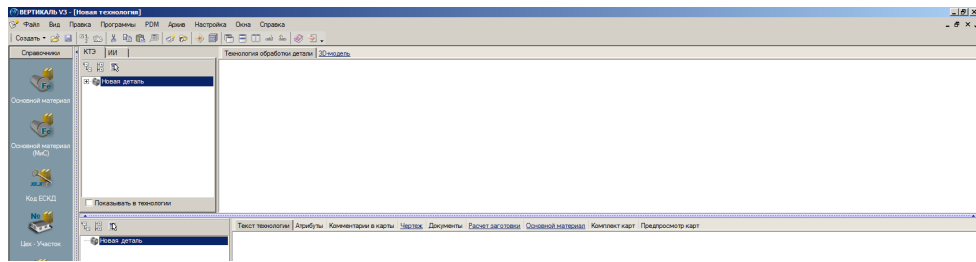 ВЕРТИКАЛЬ V3 - [Новая технология]
Файл Вид Правка Программы PDM Архив Настройка Окна Справка
Создать
Справочники
КТЭ ИИ
Технология обработки детали 3D-модель
Новая деталь
Основной материал
Основной материал (МиС)
Код ЕСКД
Показывать в технологии
Цех - Участок
Текст технологии Атрибуты Комментарии в карты Чертеж Документы Расчет заготовки Основной материал Комплект карт Предпросмотр карт
Новая деталь